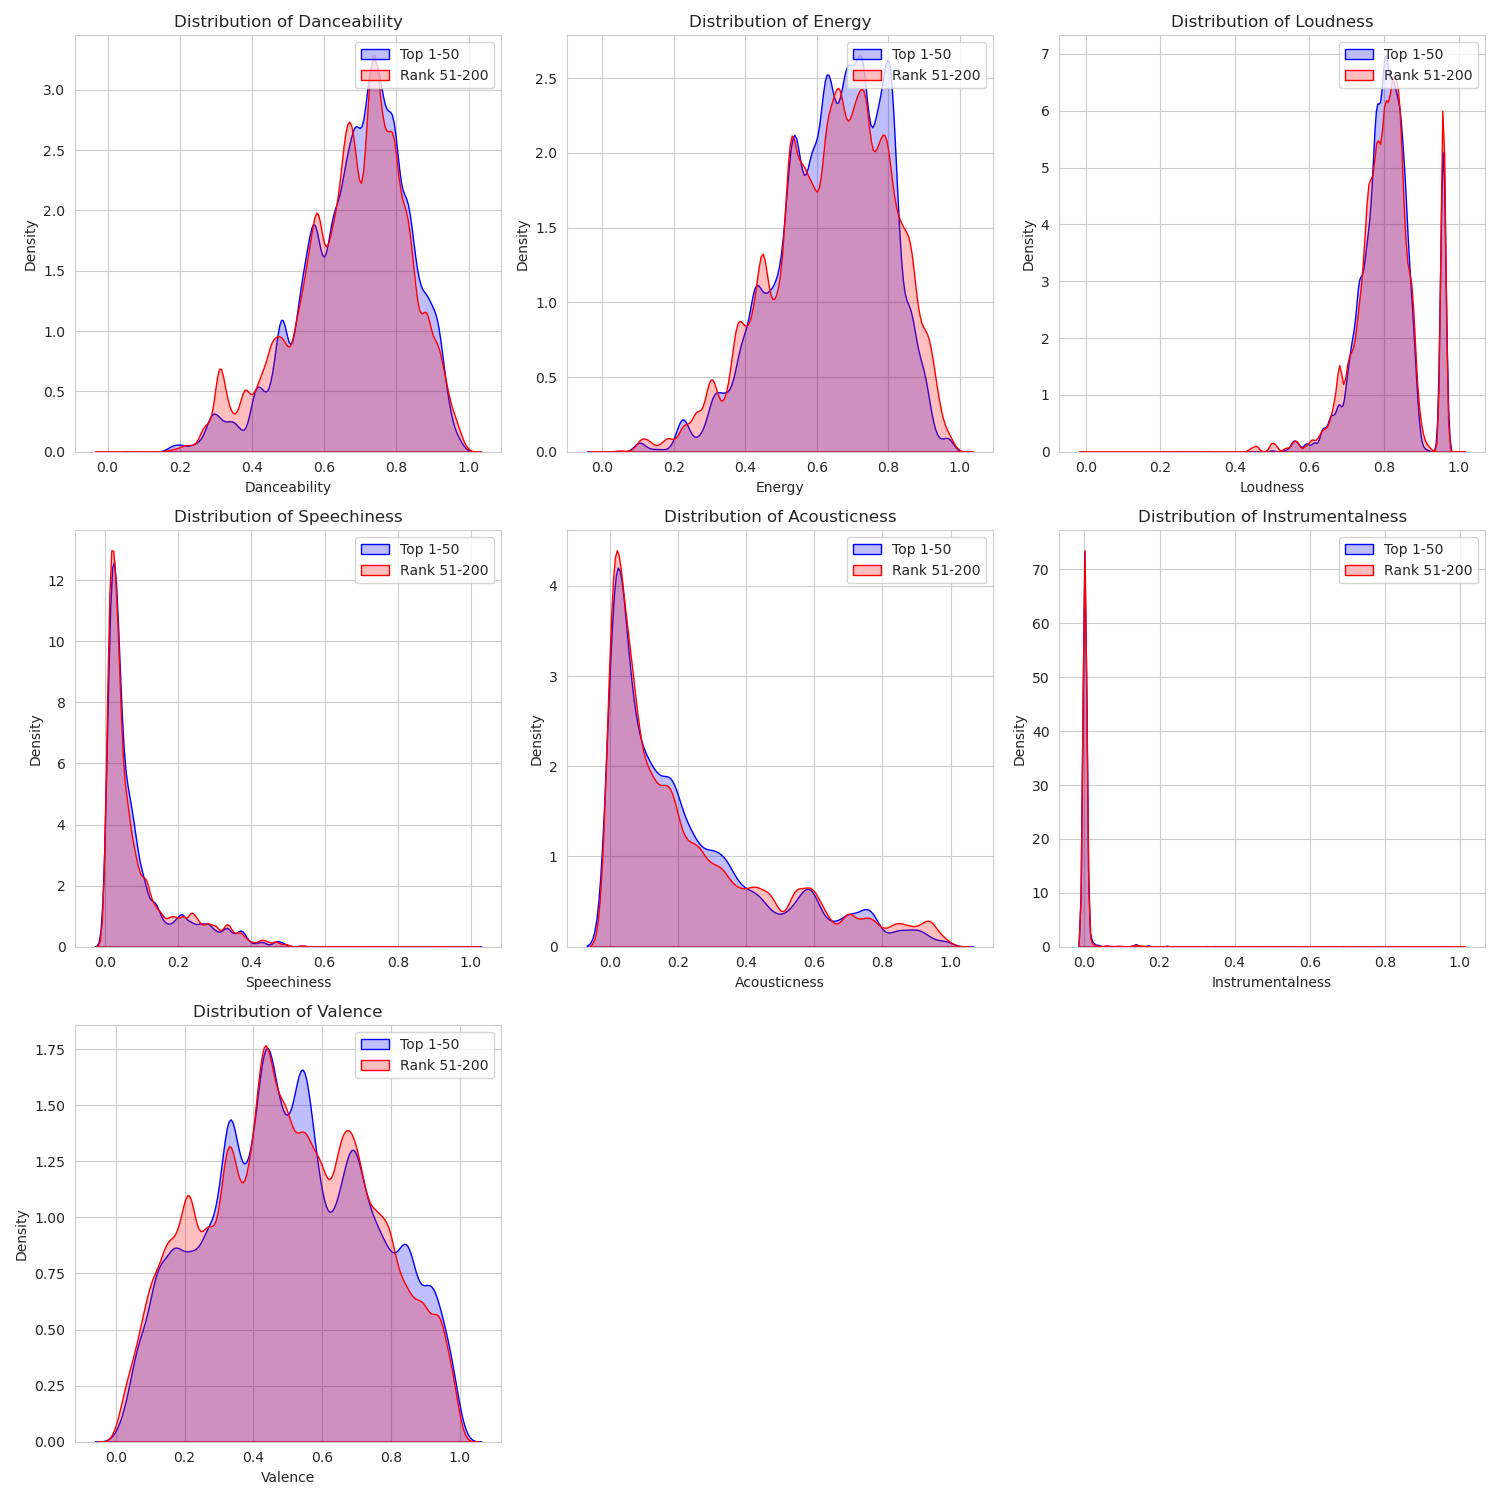 Distribution of Danceability
Top 1-50
Rank 51-200
3.0
2.5
2.0
1.5
1.0
0.5
0.0
Density
0.0 0.2 0.4 0.6 0.8 1.0
Danceability
Distribution of Energy
Top 1-50
Rank 51-200
2.5
2.0
1.5
1.0
0.5
0.0
Density
0.0 0.2 0.4 0.6 0.8 1.0
Energy
Distribution of Loudness
Top 1-50
Rank 51-200
7
6
5
4
3
2
1
0
Density
0.0 0.2 0.4 0.6 0.8 1.0
Loudness
Distribution of Speechiness
Top 1-50
Rank 51-200
12
10
8
6
4
2
0
Density
0.0 0.2 0.4 0.6 0.8 1.0
Speechiness
Distribution of Acousticness
Top 1-50
Rank 51-200
4
3
2
1
0
Density
0.0 0.2 0.4 0.6 0.8 1.0
Acousticness
Distribution of Instrumentalness
Top 1-50
Rank 51-200
70
60
50
40
30
20
10
0
Density
0.0 0.2 0.4 0.6 0.8 1.0
Instrumentalness
Distribution of Valence
Top 1-50
Rank 51-200
1.75
1.50
1.25
1.00
0.75
0.50
0.25
0.00
Density
0.0 0.2 0.4 0.6 0.8 1.0
Valence